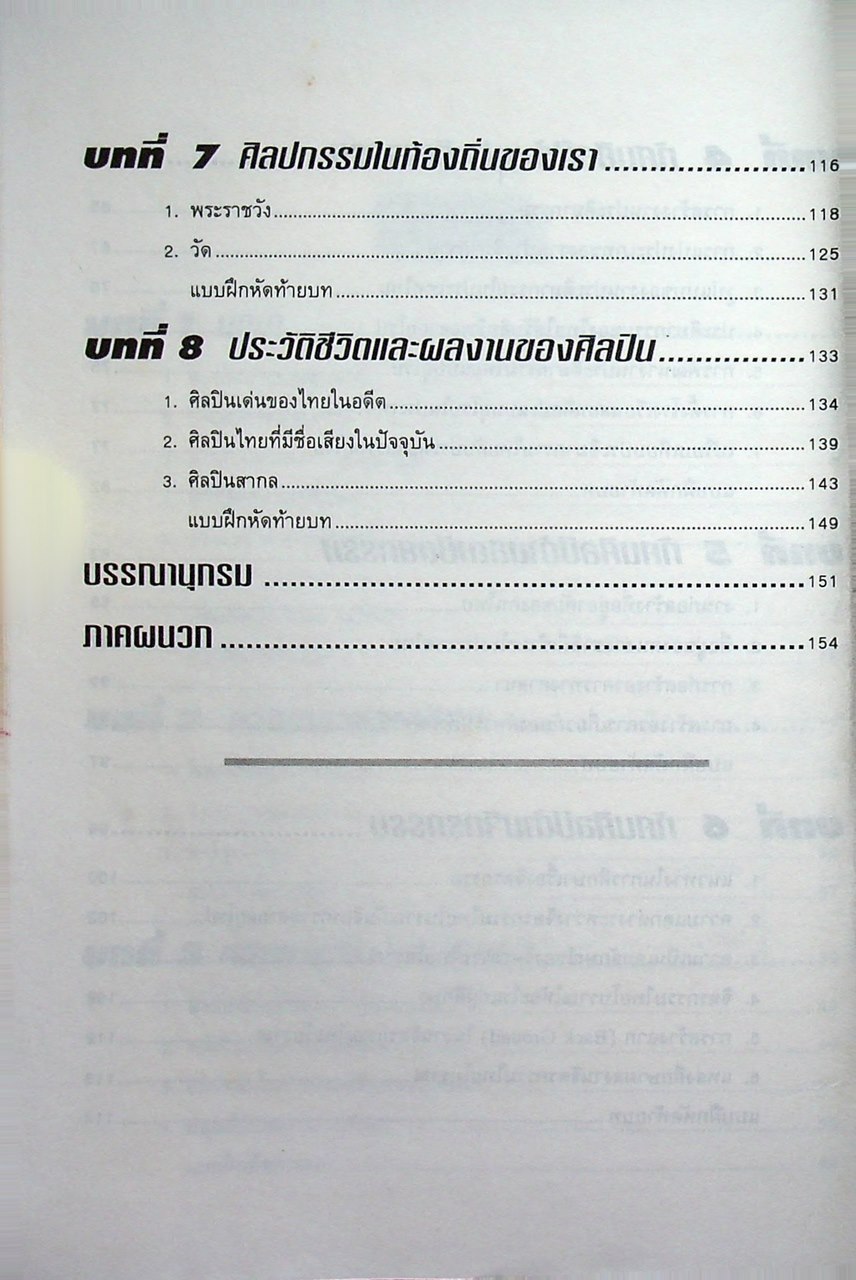 บทที่ 7 ศิลปกรรมในท้องถิ่นของเรา....................116
1. พระราชวัง....................118
2. วัด....................125
แบบฝึกหัดท้ายบท....................131
บทที่ 8 ประวัติชีวิตและผลงานของศิลปิน....................133
1. ศิลปินเด่นของไทยในอดีต....................134
2. ศิลปินไทยที่มีชื่อเสียงในปัจจุบัน....................139
3. ศิลปินสากล....................143
แบบฝึกหัดท้ายบท....................149
บรรณานุกรม....................151
ภาคผนวก....................154